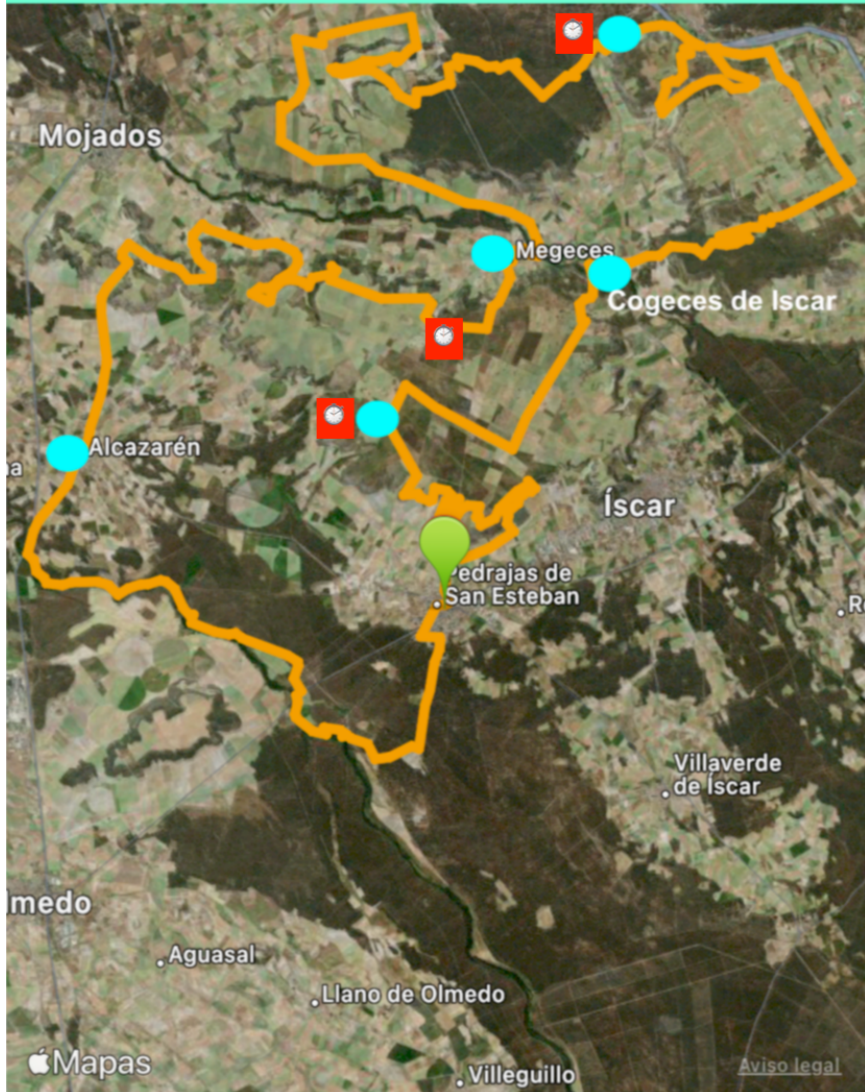 Mojados
Megeces
Cogeces de Iscar
Alcazarén
na
Íscar
Pedrajas de
San Esteban
Villaverde
de Íscar
lmedo
Aguasal
Llano de Olmedo
Mapas
Aviso legal
Villeguillo